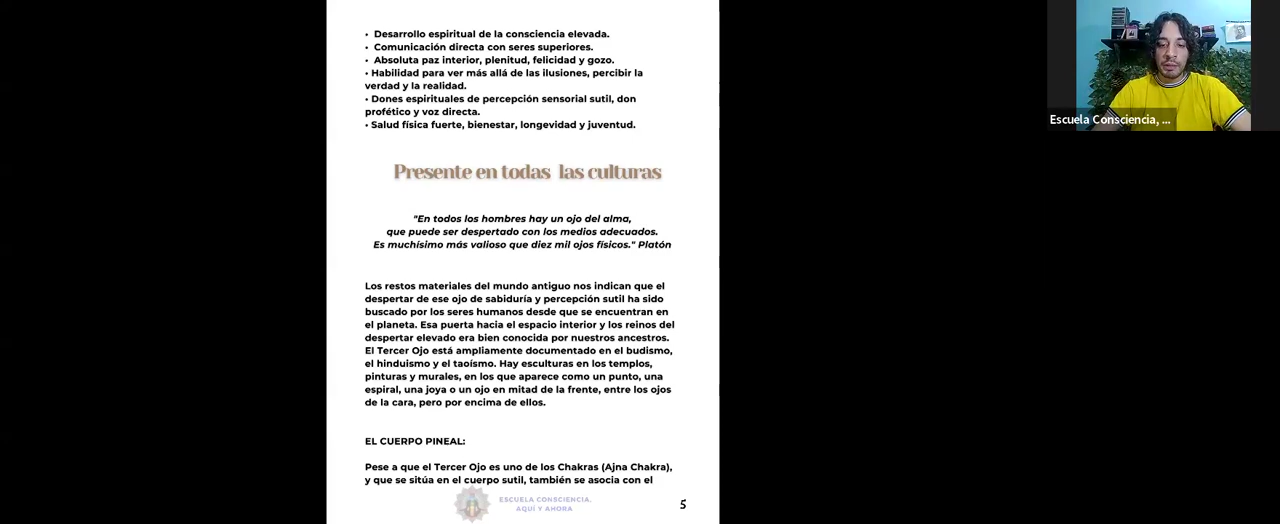 • Desarrollo espiritual de la consciencia elevada.
• Comunicación directa con seres superiores.
• Absoluta paz interior, plenitud, felicidad y gozo.
• Habilidad para ver más allá de las ilusiones, percibir la
verdad y la realidad.
• Dones espirituales de percepción sensorial sutil, don
profético y voz directa.
• Salud física fuerte, bienestar, longevidad y juventud.
Presente en todas las culturas
"En todos los hombres hay un ojo del alma,
que puede ser despertado con los medios adecuados.
Es muchísimo más valioso que diez mil ojos físicos." Platón
Los restos materiales del mundo antiguo nos indican que el
despertar de ese ojo de sabiduría y percepción sutil ha sido
buscado por los seres humanos desde que se encuentran en
el planeta. Esa puerta hacia el espacio interior y los reinos del
despertar elevado era bien conocida por nuestros ancestros.
El Tercer Ojo está ampliamente documentado en el budismo,
el hinduismo y el taoísmo. Hay esculturas en los templos,
pinturas y murales, en los que aparece como un punto, una
espiral, una joya o un ojo en mitad de la frente, entre los ojos
de la cara, pero por encima de ellos.
EL CUERPO PINEAL:
Pese a que el Tercer Ojo es uno de los Chakras (Ajna Chakra),
y que se sitúa en el cuerpo sutil, también se asocia con el
ESCUELA CONSCIENCIA,
AQUÍ Y AHORA
5
Escuela Consciencia, ...